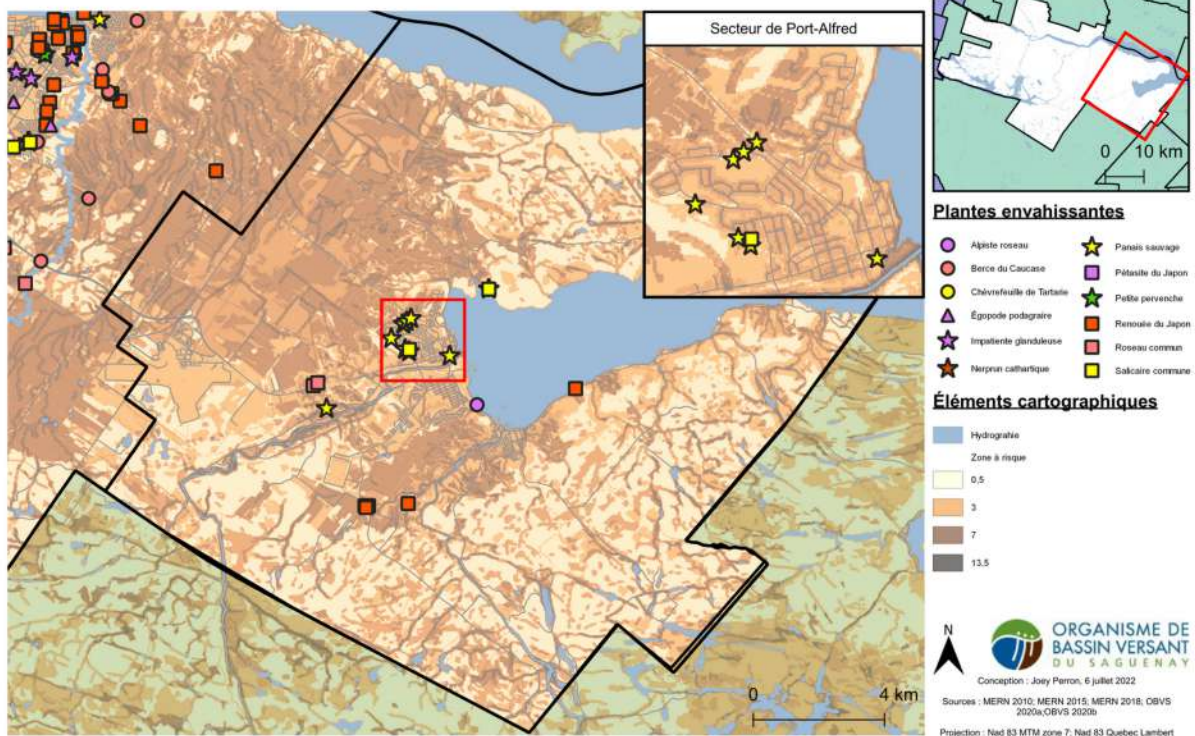 Secteur de Port-Alfred
0 10 km
Plantes envahissantes
Alpiste roseau
Berce du Caucase
Chèvrefeuille de Tartarie
Égopode podagraire
Impatiente glanduleuse
Nerprun cathartique
Panais sauvage
Pétasite du Japon
Petite pervenche
Renouée du Japon
Roseau commun
Salicaire commune
Éléments cartographiques
Hydrograhie
Zone à risque
0,5
3
7
13,5
N
ORGANISME DE
BASSIN VERSANT
DU SAGUENAY
Conception : Joey Perron, 6 juillet 2022
Sources : MERN 2010; MERN 2015; MERN 2018; OBVS
2020a;OBVS 2020b
Projection : Nad 83 MTM zone 7; Nad 83 Quebec Lambert
0 4 km